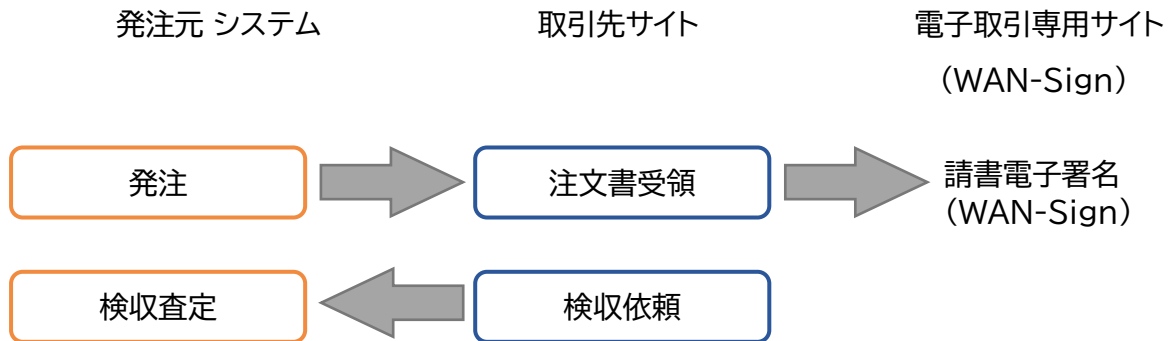 発注元 システム
取引先サイト
電子取引専用サイト
（WAN-Sign）
発注
注文書受領
請書電子署名
（WAN-Sign）
検収査定
検収依頼